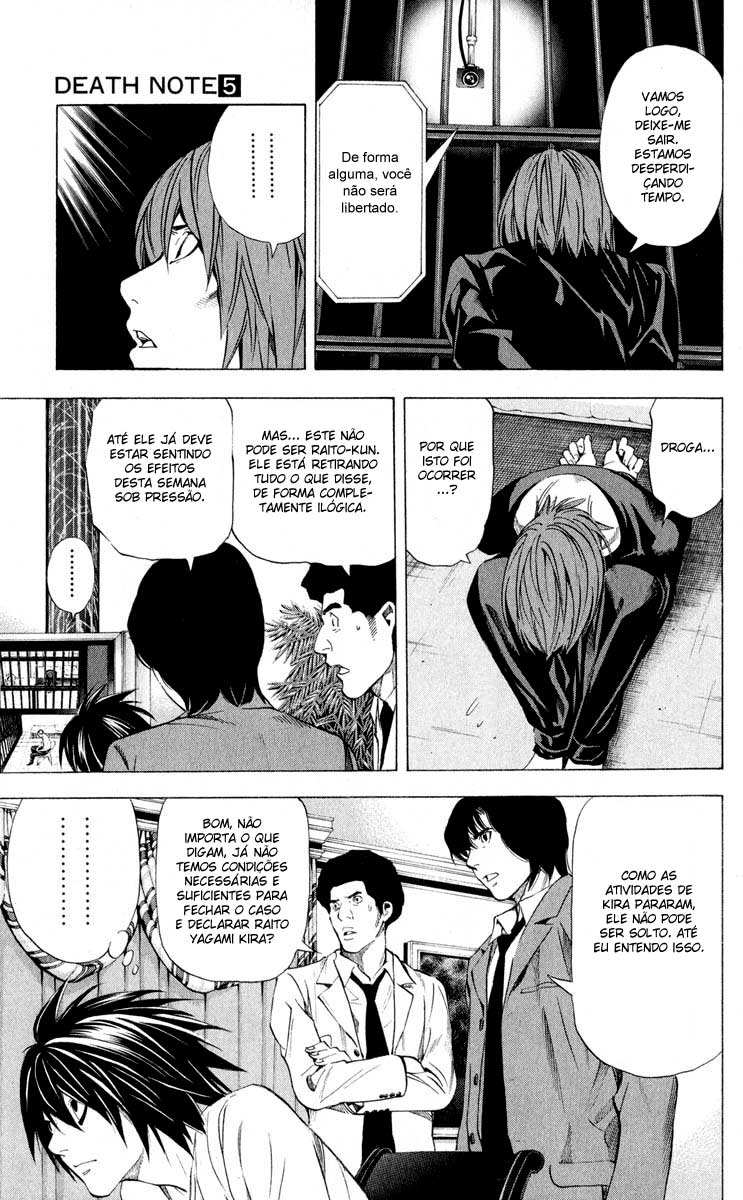 DEATH NOTE 5
VAMOS
LOGO,
DEIXE-ME
SAIR.
ESTAMOS
DESPERDI-
ÇANDO
TEMPO.
De forma
alguma, você
não será
libertado.
..........
DROGA...
POR QUE
ISTO FOI
OCORRER
...?
MAS... ESTE NÃO
PODE SER RAITO-KUN.
ELE ESTÁ RETIRANDO
TUDO O QUE DISSE,
DE FORMA COMPLE-
TAMENTE ILÓGICA.
ATÉ ELE JÁ DEVE
ESTAR SENTINDO
OS EFEITOS
DESTA SEMANA
SOB PRESSÃO.
..........
COMO AS
ATIVIDADES DE
KIRA PARARAM,
ELE NÃO PODE
SER SOLTO. ATÉ
EU ENTENDO ISSO.
BOM, NÃO
IMPORTA O QUE
DIGAM, JÁ NÃO
TEMOS CONDIÇÕES
NECESSÁRIAS E
SUFICIENTES PARA
FECHAR O CASO
E DECLARAR RAITO
YAGAMI KIRA?
..........